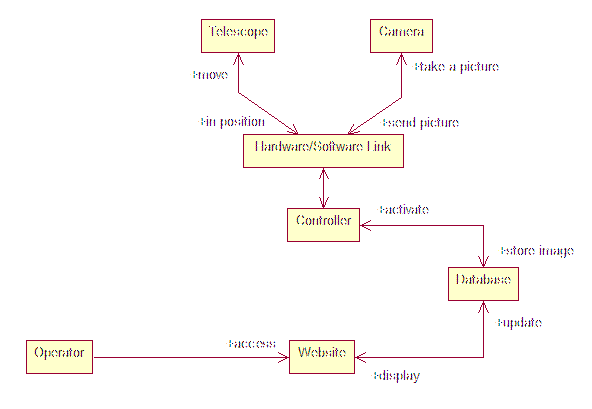 Telescope
Camera
+move
+take a picture
+in position
+send picture
Hardware/Software Link
Controller
+activate
+store image
Database
+update
Operator
+access
Website
+display